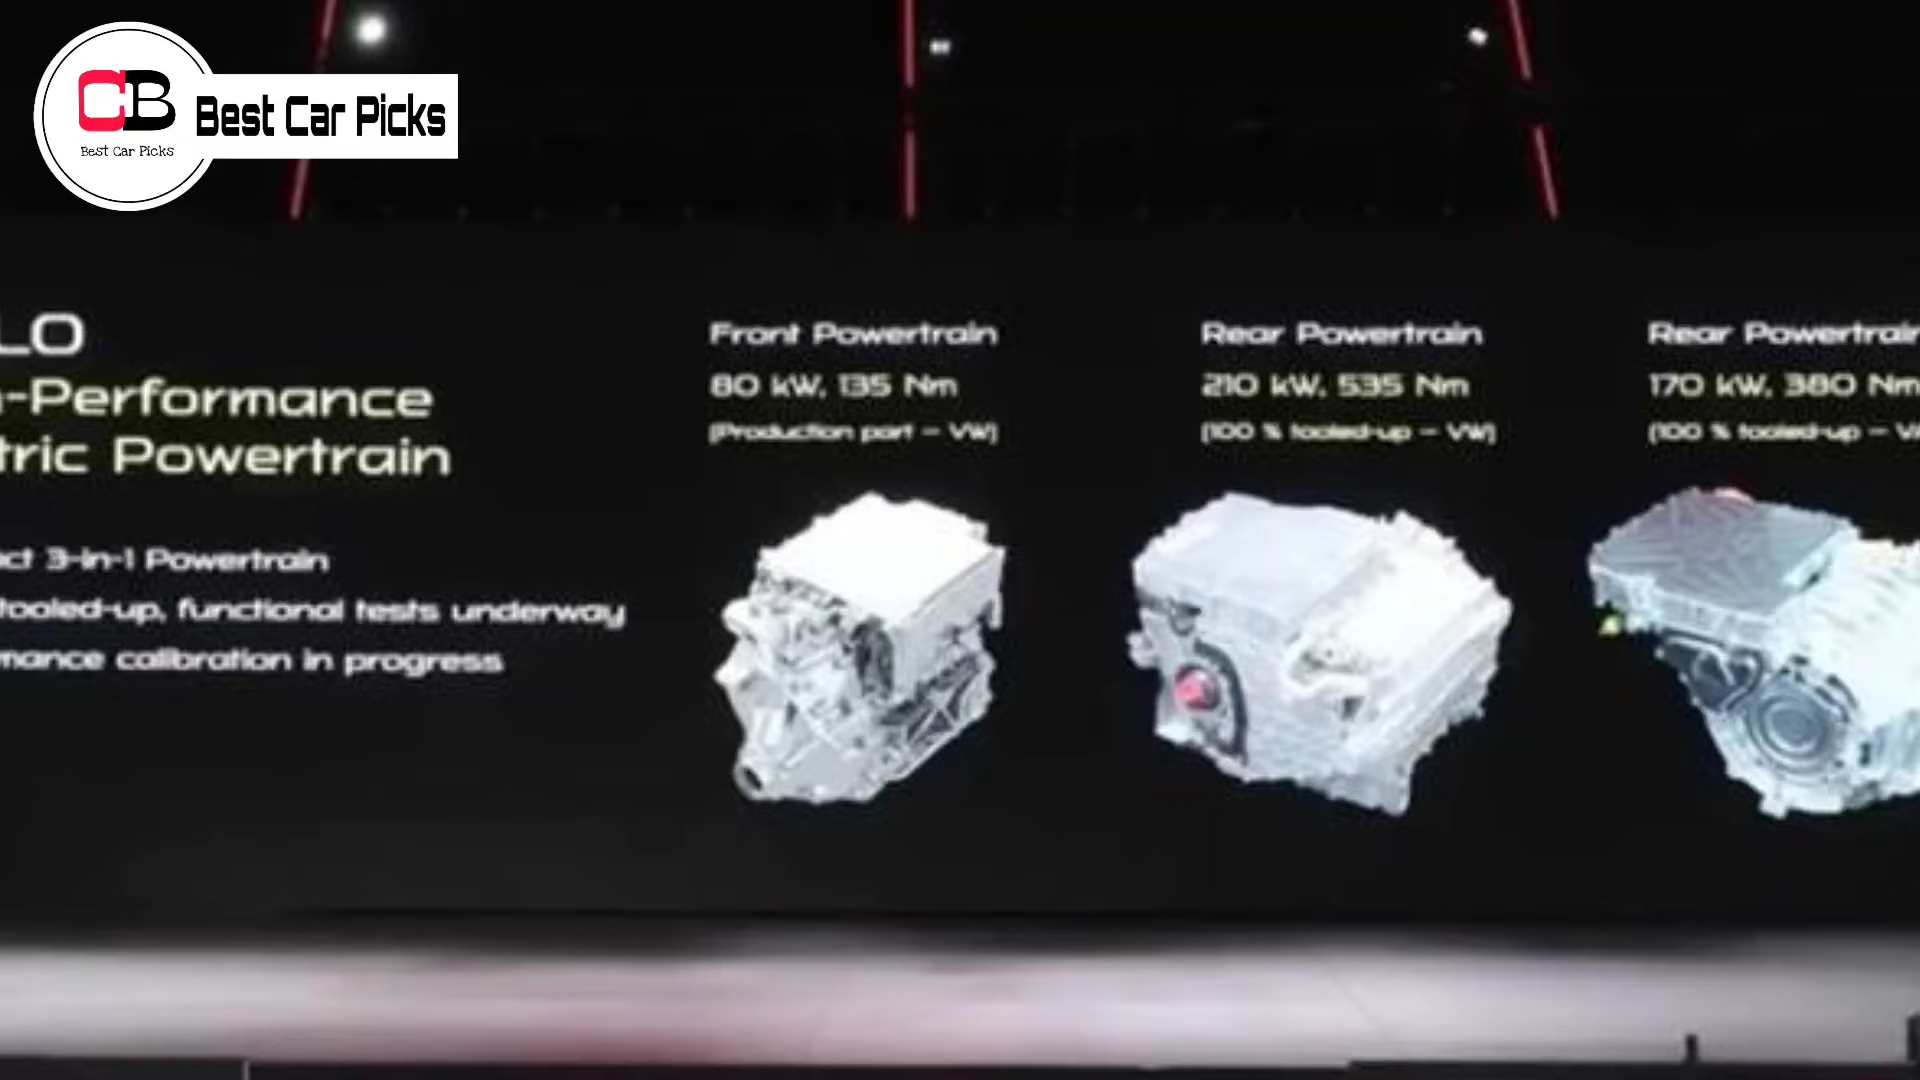 CB
Best Car Picks
Best Car Picks
LO
-Performance
tric Powertrain
ct 3-in-1 Powertrain
tooled-up, functional tests underway
mance calibration in progress
Front Powertrain
80 kW, 135 Nm
(Production part – VW)
Rear Powertrain
210 kW, 535 Nm
(100 % tooled-up – VW)
Rear Powertrain
170 kW, 380 Nm
(100 % tooled-up –